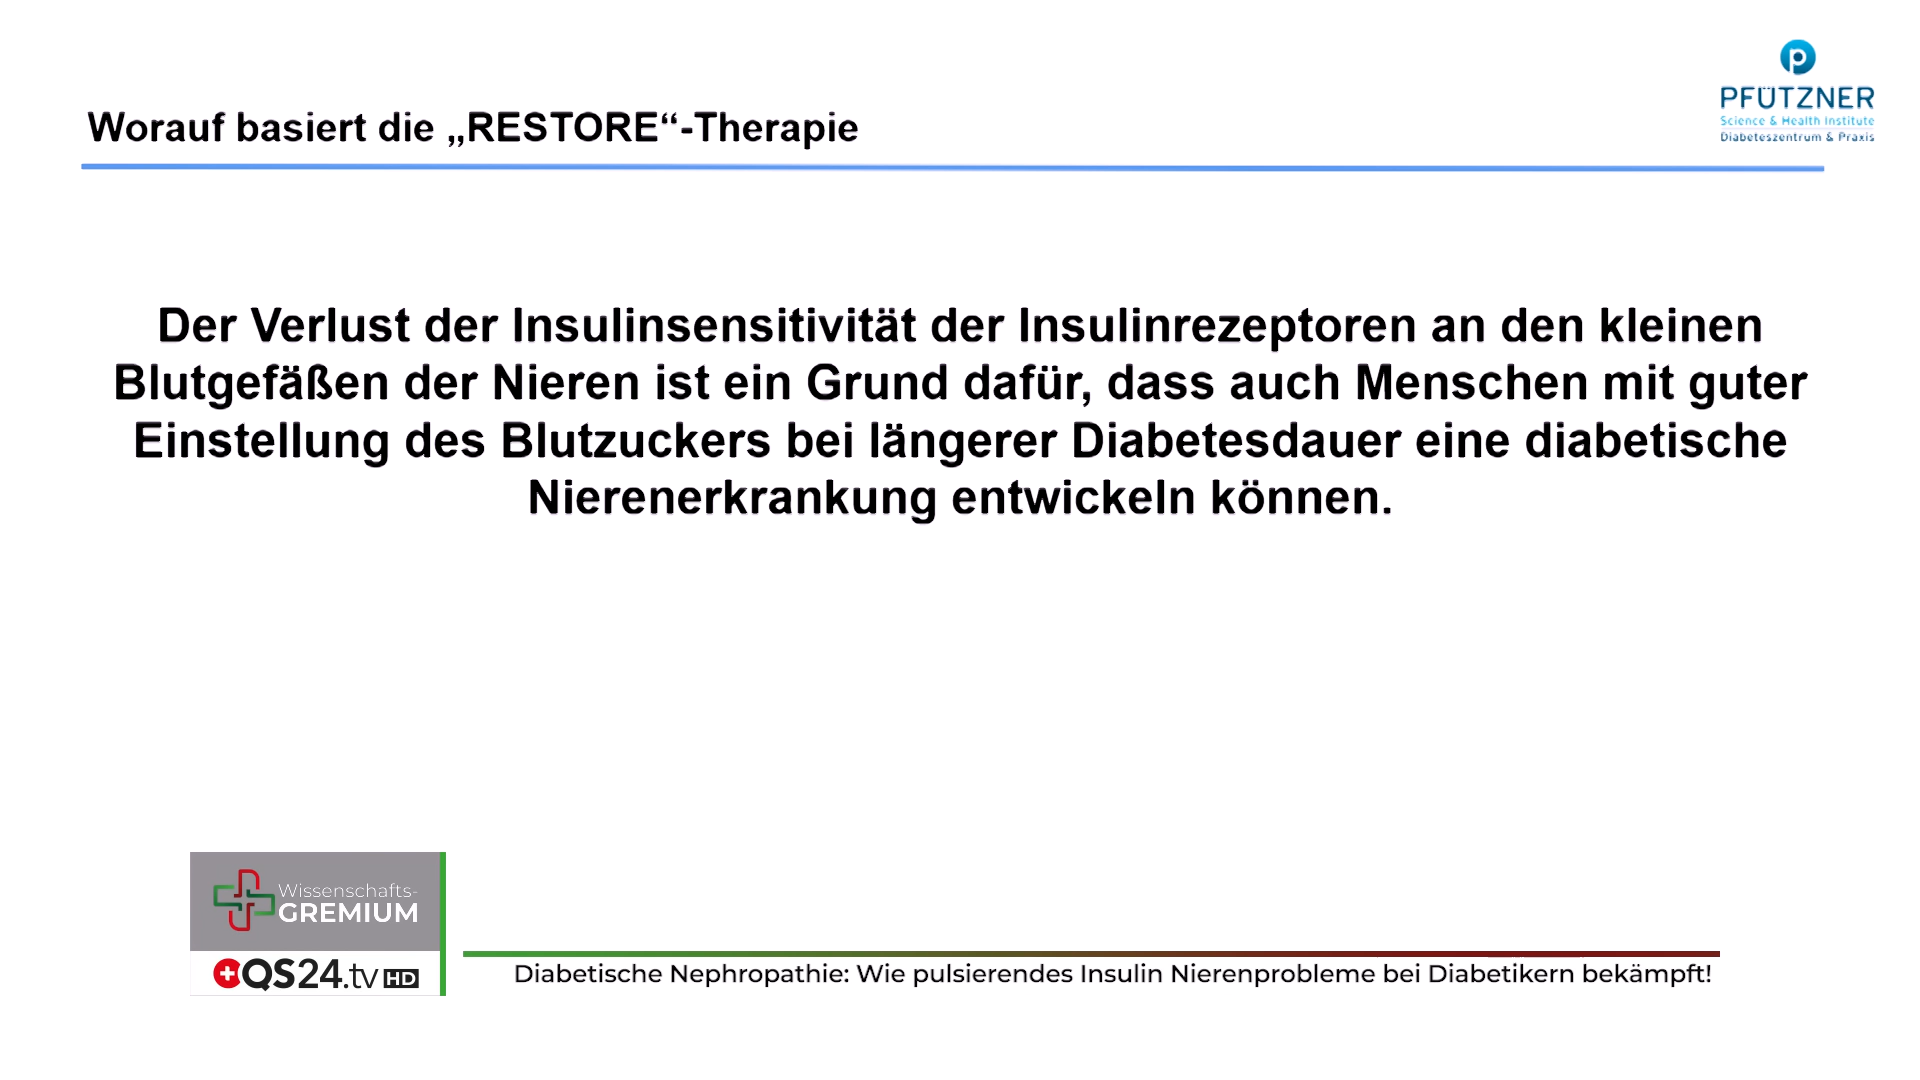 PFÜTZNER
Science & Health Institute
Diabeteszentrum & Praxis
Worauf basiert die „RESTORE“-Therapie
Der Verlust der Insulinsensitivität der Insulinrezeptoren an den kleinen
Blutgefäßen der Nieren ist ein Grund dafür, dass auch Menschen mit guter
Einstellung des Blutzuckers bei längerer Diabetesdauer eine diabetische
Nierenerkrankung entwickeln können.
Wissenschafts-
GREMIUM
QS24.tv HD
Diabetische Nephropathie: Wie pulsierendes Insulin Nierenprobleme bei Diabetikern bekämpft!